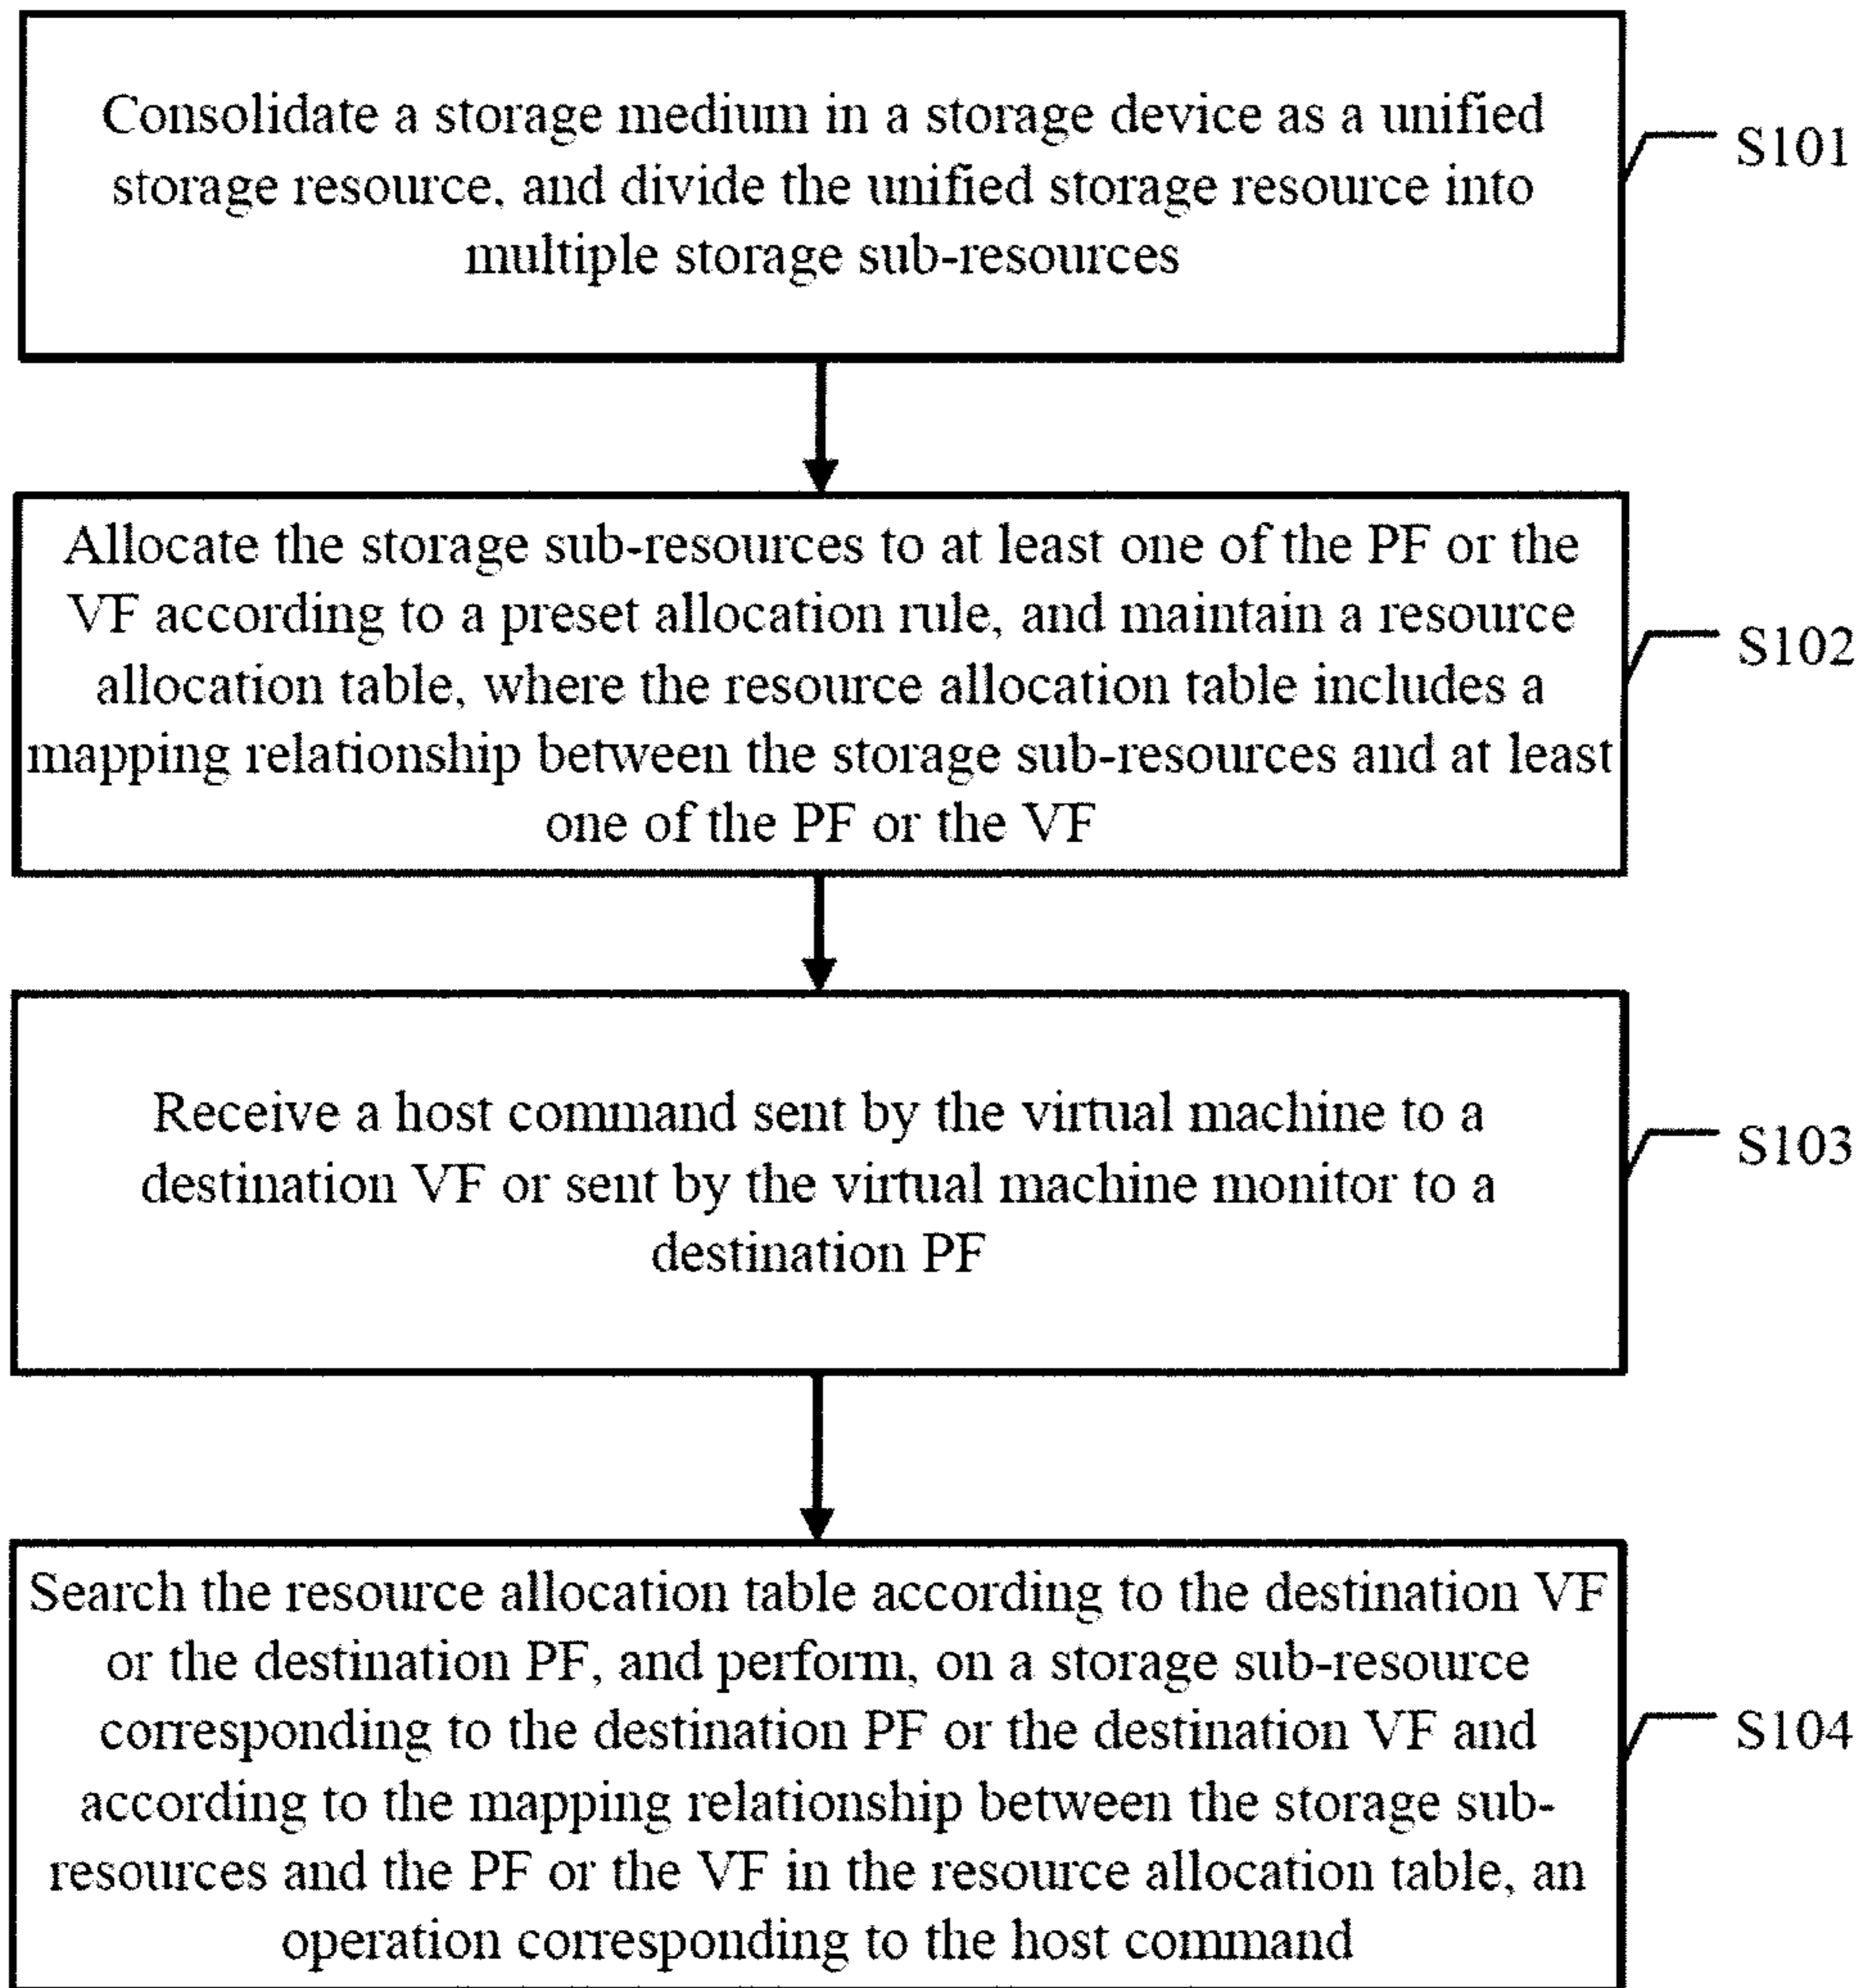 Consolidate a storage medium in a storage device as a unified
storage resource, and divide the unified storage resource into
multiple storage sub-resources
S101
Allocate the storage sub-resources to at least one of the PF or the
VF according to a preset allocation rule, and maintain a resource
allocation table, where the resource allocation table includes a
mapping relationship between the storage sub-resources and at least
one of the PF or the VF
S102
Receive a host command sent by the virtual machine to a
destination VF or sent by the virtual machine monitor to a
destination PF
S103
Search the resource allocation table according to the destination VF
or the destination PF, and perform, on a storage sub-resource
corresponding to the destination PF or the destination VF and
according to the mapping relationship between the storage sub-
resources and the PF or the VF in the resource allocation table, an
operation corresponding to the host command
S104